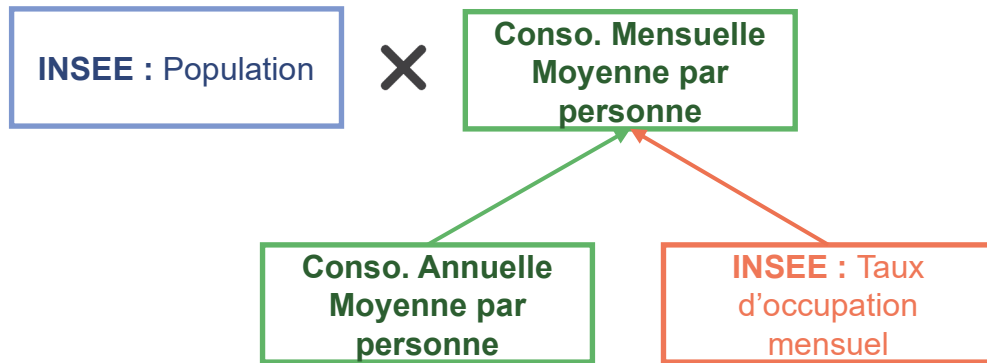 INSEE : Population
Conso. Mensuelle
Moyenne par
personne
Conso. Annuelle
Moyenne par
personne
INSEE : Taux
d’occupation
mensuel